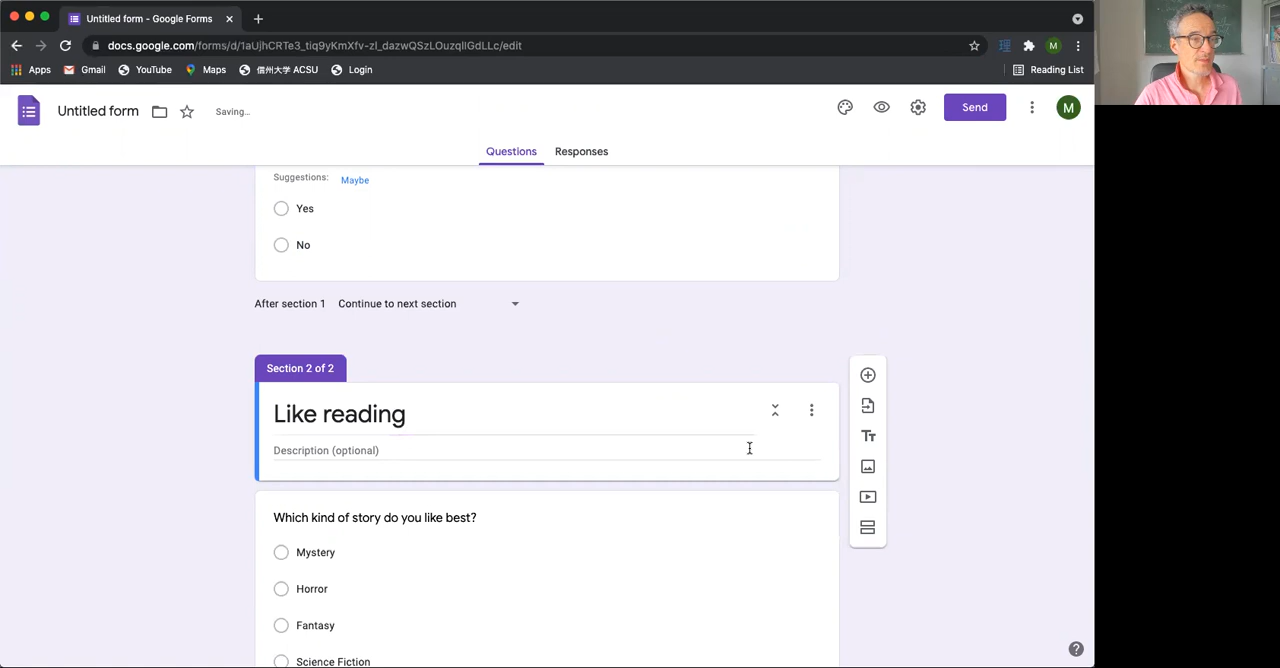 Untitled form - Google Forms
docs.google.com/forms/d/1aUjhCRTe3_tiq9yKmXfv-zl_dazwQSzLOuzqllGdLLc/edit
M
Apps Gmail YouTube Maps 信州大学 ACSU Login Reading List
Untitled form Saving... Send M
Questions Responses
Suggestions: Maybe
Yes
No
After section 1 Continue to next section
Section 2 of 2
Like reading
Description (optional)
Tт
Which kind of story do you like best?
Mystery
Horror
Fantasy
Science Fiction